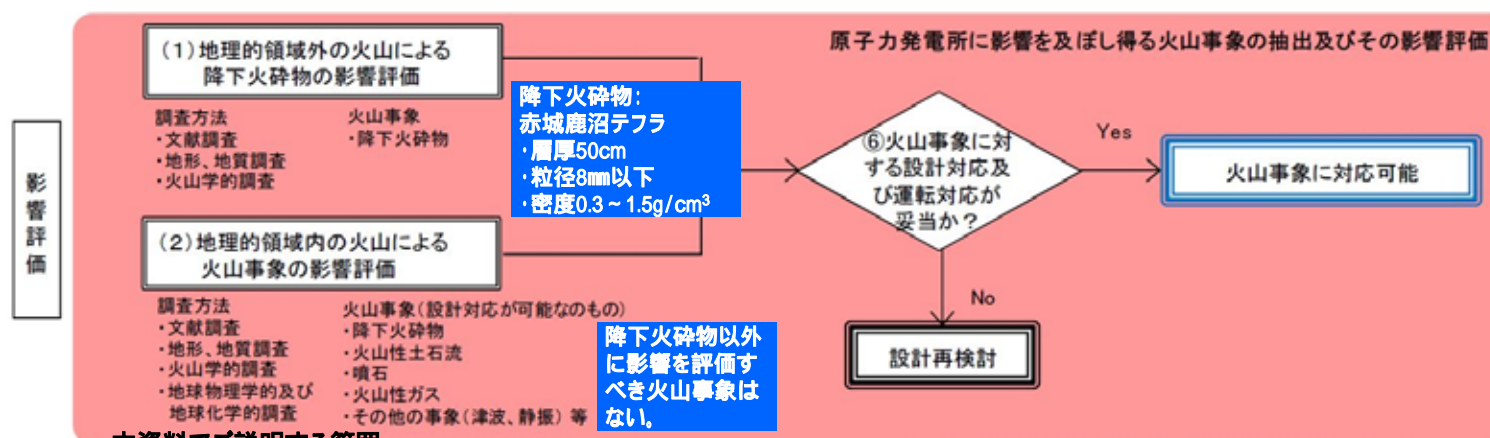 原子力発電所に影響を及ぼし得る火山事象の抽出及びその影響評価
影響評価
(1)地理的領域外の火山による
降下火砕物の影響評価
調査方法
・文献調査
・地形、地質調査
・火山学的調査
火山事象
・降下火砕物
降下火砕物:
赤城鹿沼テフラ
・層厚50cm
・粒径8㎜以下
・密度0.3~1.5g/cm³
⑥火山事象に対
する設計対応及
び運転対応が
妥当か?
Yes
火山事象に対応可能
No
設計再検討
(2)地理的領域内の火山による
火山事象の影響評価
調査方法
・文献調査
・地形、地質調査
・火山学的調査
・地球物理学的及び
地球化学的調査
火山事象(設計対応が可能なのもの)
・降下火砕物
・火山性土石流
・噴石
・火山性ガス
・その他の事象(津波、静振)等
降下火砕物以外
に影響を評価す
べき火山事象は
ない。